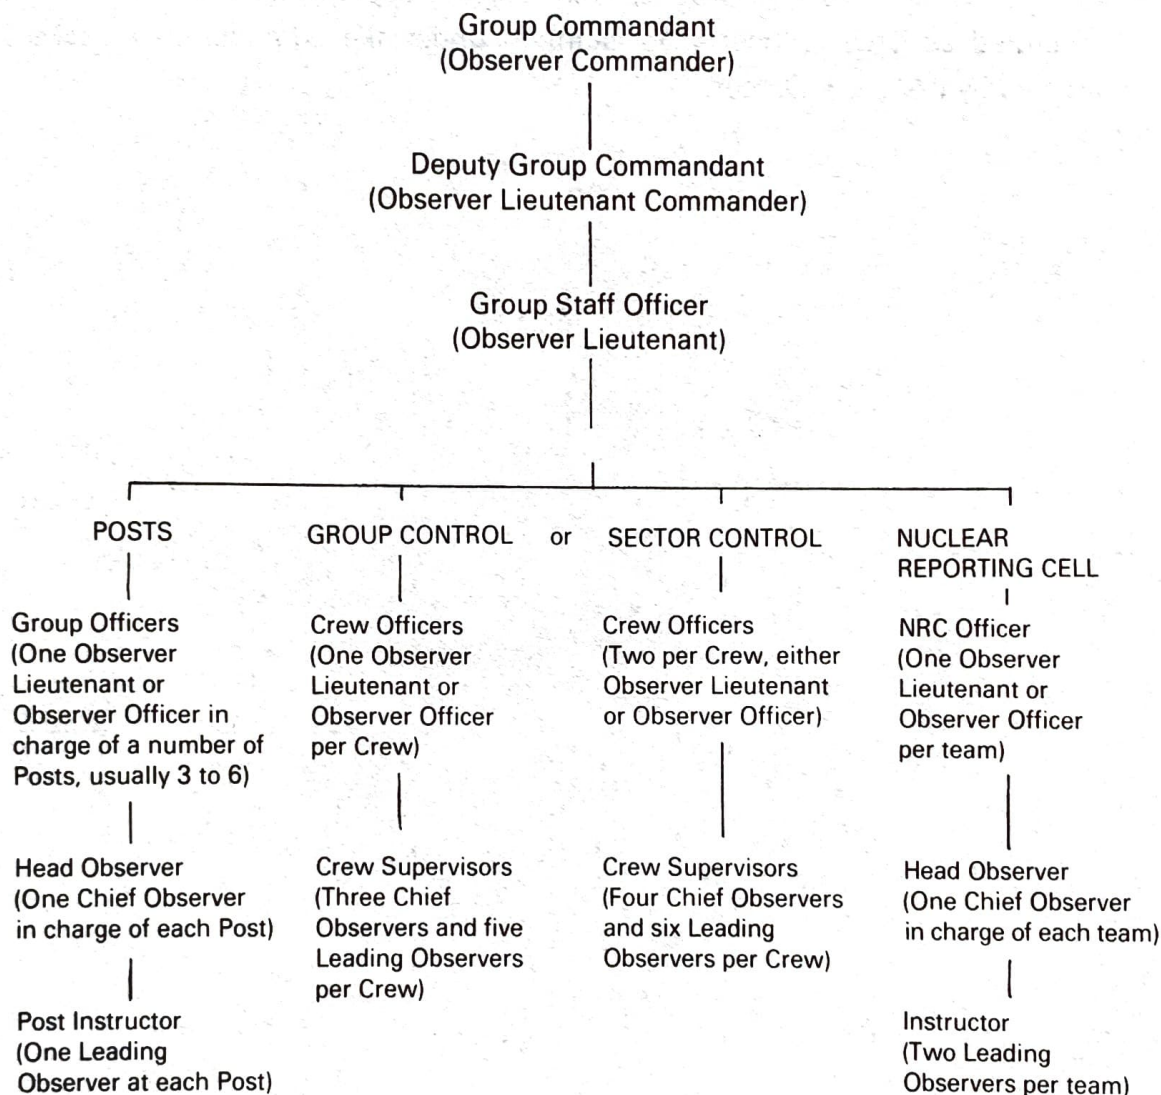 Group Commandant
(Observer Commander)
Deputy Group Commandant
(Observer Lieutenant Commander)
Group Staff Officer
(Observer Lieutenant)
POSTS
Group Officers
(One Observer
Lieutenant or
Observer Officer in
charge of a number of
Posts, usually 3 to 6)
Head Observer
(One Chief Observer
in charge of each Post)
Post Instructor
(One Leading
Observer at each Post)
GROUP CONTROL
Crew Officers
(One Observer
Lieutenant or
Observer Officer
per Crew)
Crew Supervisors
(Three Chief
Observers and five
Leading Observers
per Crew)
or
SECTOR CONTROL
Crew Officers
(Two per Crew, either
Observer Lieutenant
or Observer Officer)
Crew Supervisors
(Four Chief Observers
and six Leading
Observers per Crew)
NUCLEAR
REPORTING CELL
NRC Officer
(One Observer
Lieutenant or
Observer Officer
per team)
Head Observer
(One Chief Observer
in charge of each team)
Instructor
(Two Leading
Observers per team)